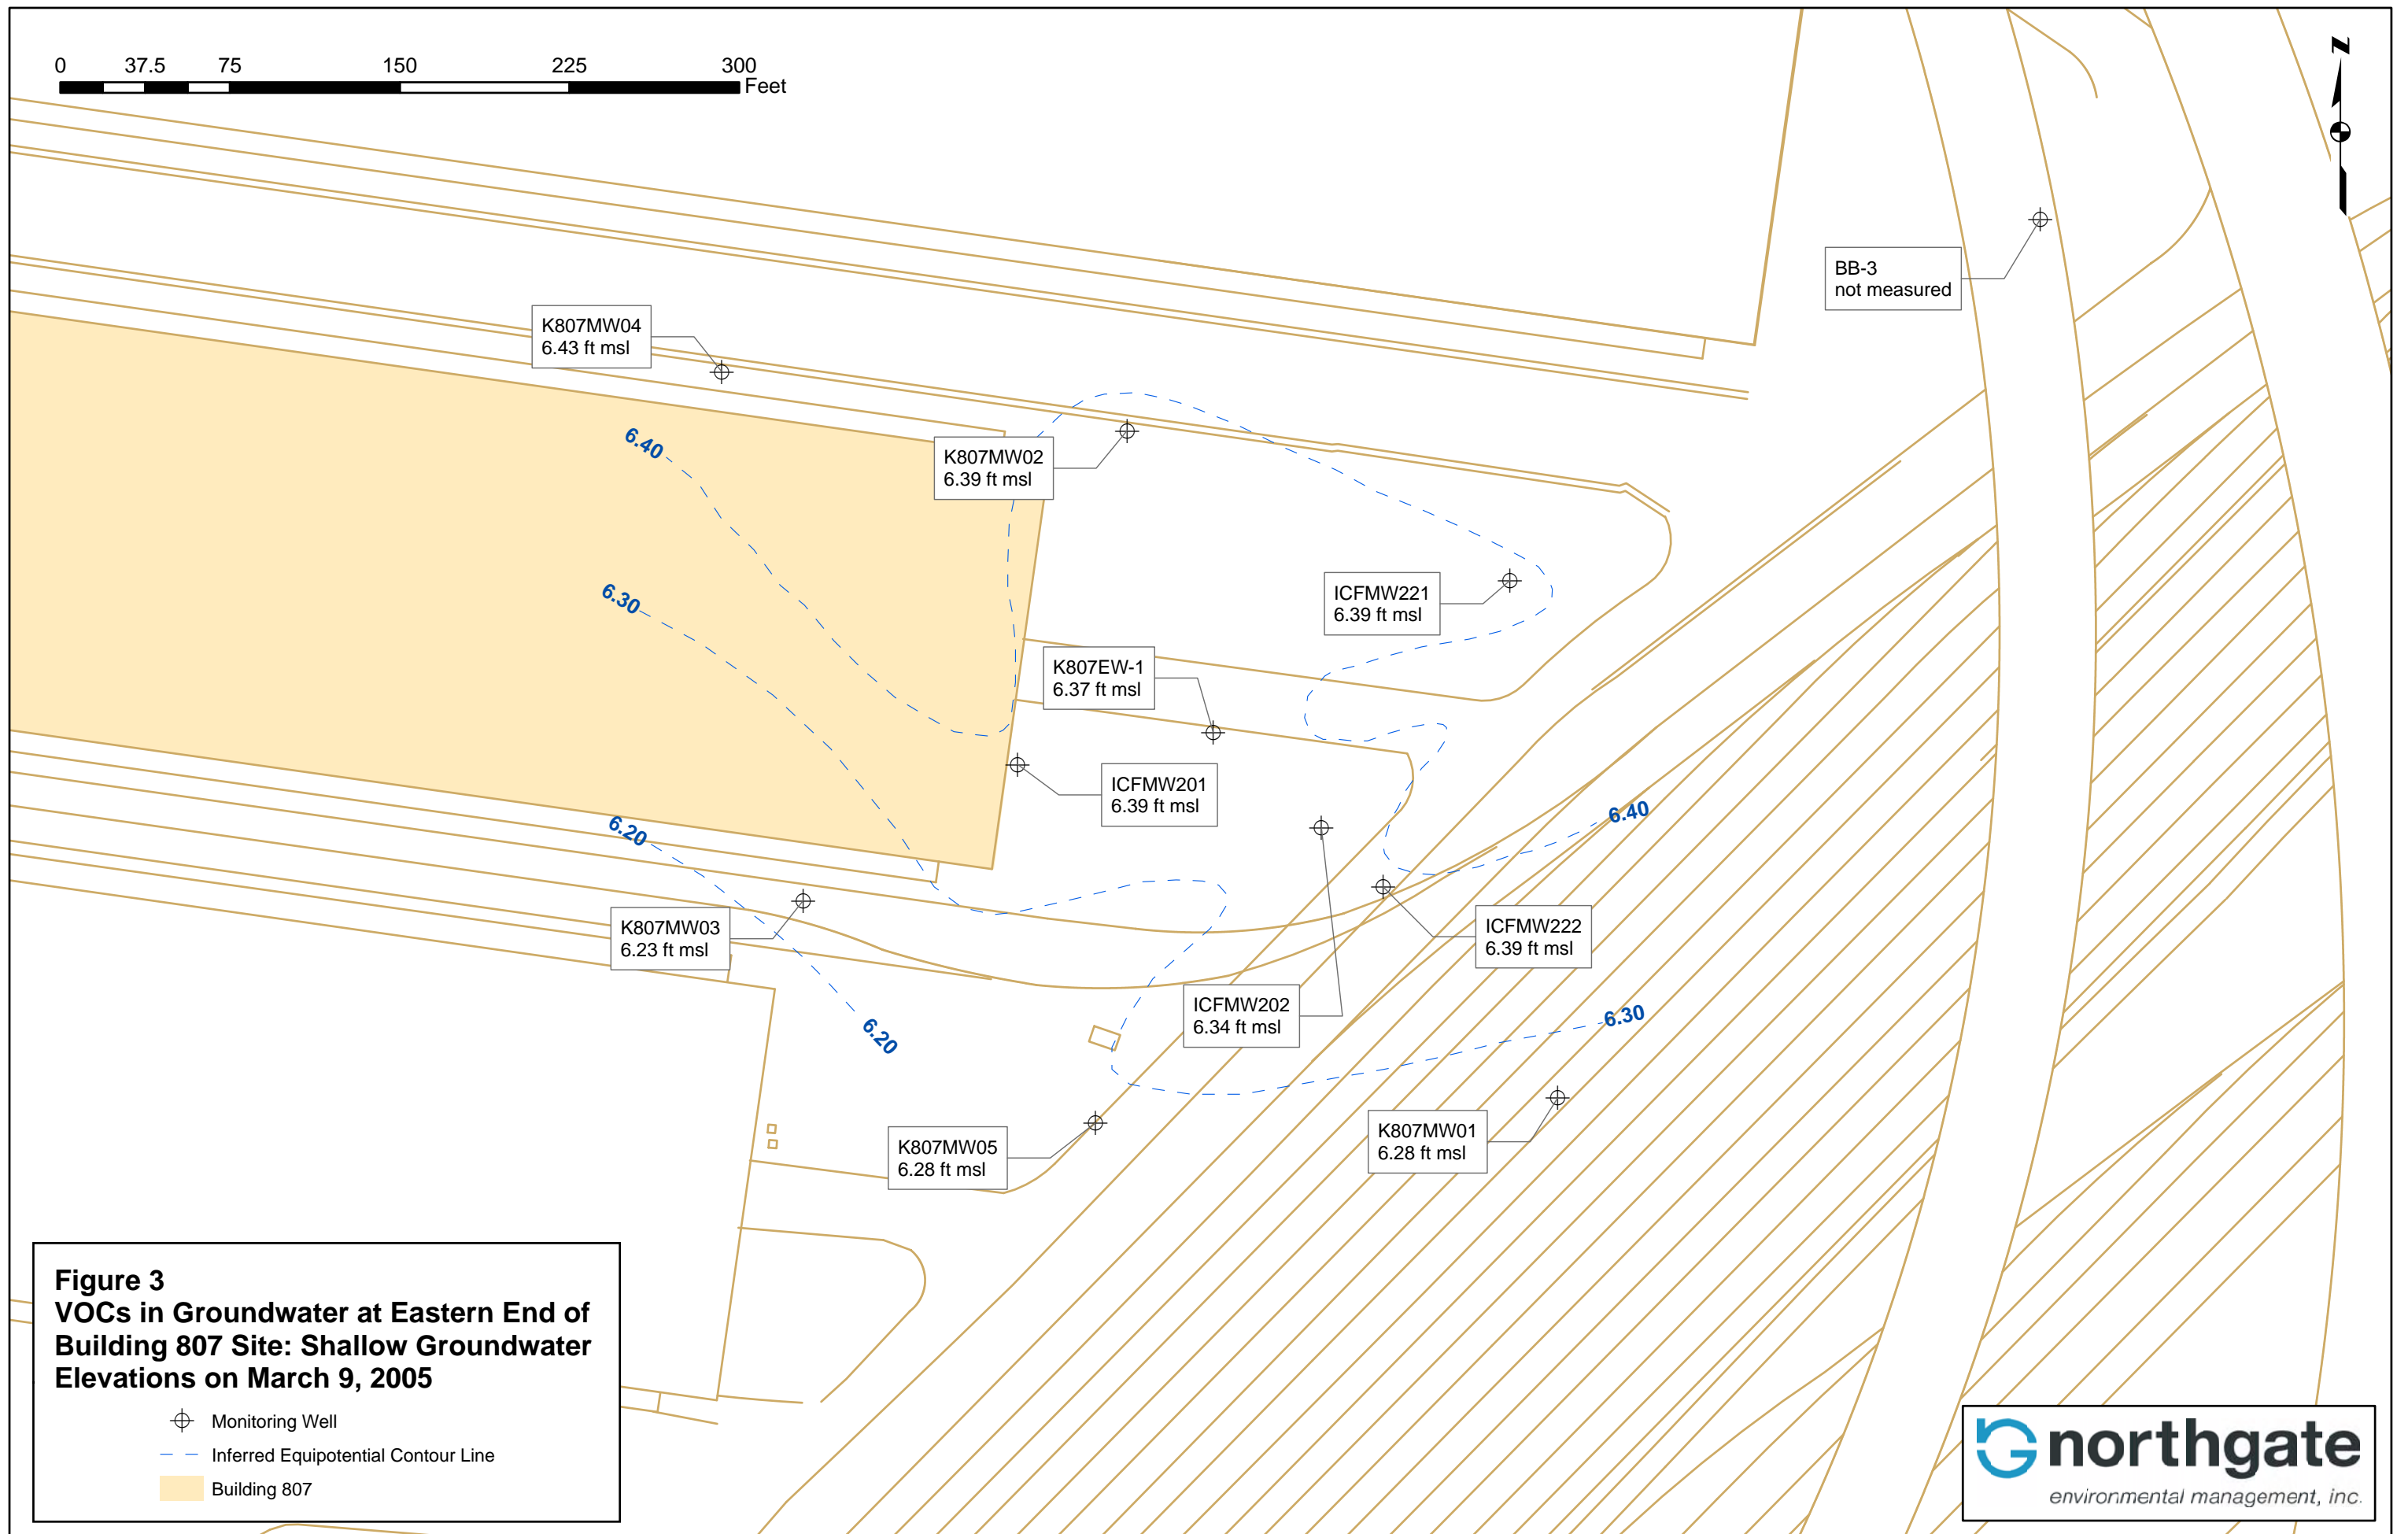 0 37.5 75 150 225 300
Feet
N
BB-3
not measured
K807MW04
6.43 ft msl
6.40
K807MW02
6.39 ft msl
6.30
ICFMW221
6.39 ft msl
K807EW-1
6.37 ft msl
ICFMW201
6.39 ft msl
6.20
6.40
K807MW03
6.23 ft msl
ICFMW222
6.39 ft msl
6.20
ICFMW202
6.34 ft msl
6.30
K807MW05
6.28 ft msl
K807MW01
6.28 ft msl
Figure 3
VOCs in Groundwater at Eastern End of
Building 807 Site: Shallow Groundwater
Elevations on March 9, 2005
Monitoring Well
Inferred Equipotential Contour Line
Building 807
northgate
environmental management, inc.